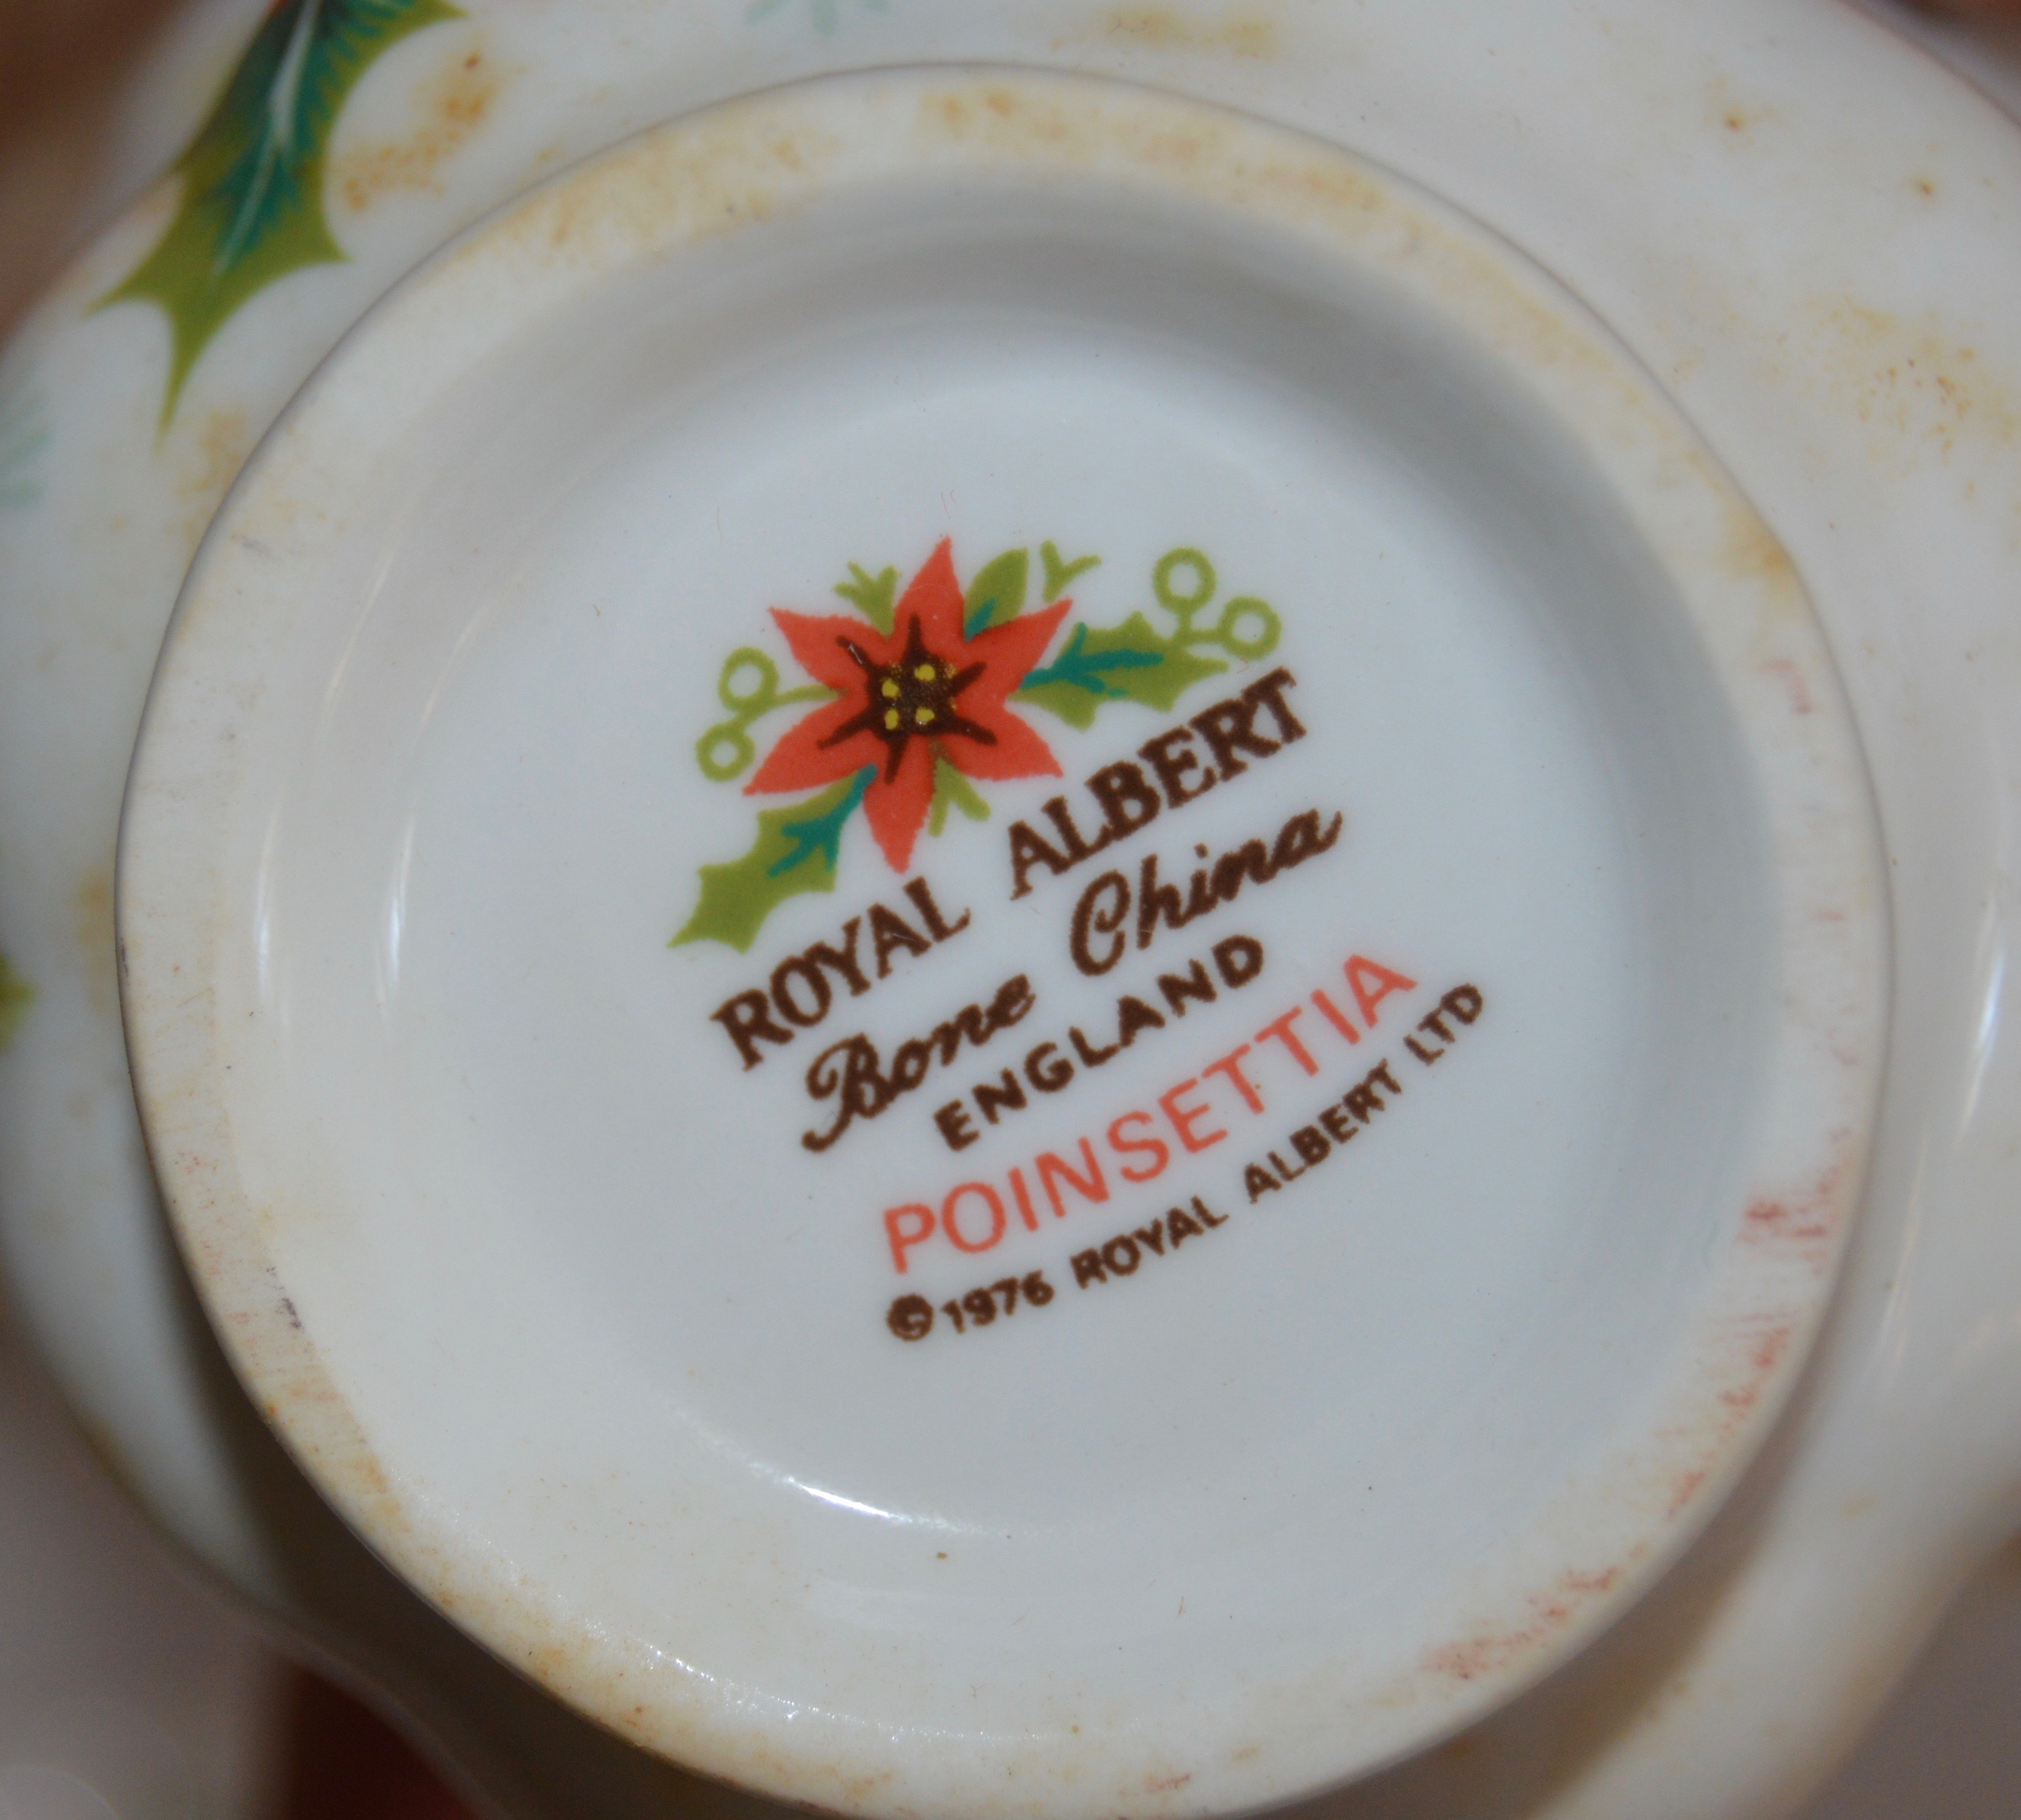 ROYAL ALBERT
Bone China
ENGLAND
POINSETTIA
©1976 ROYAL ALBERT LTD